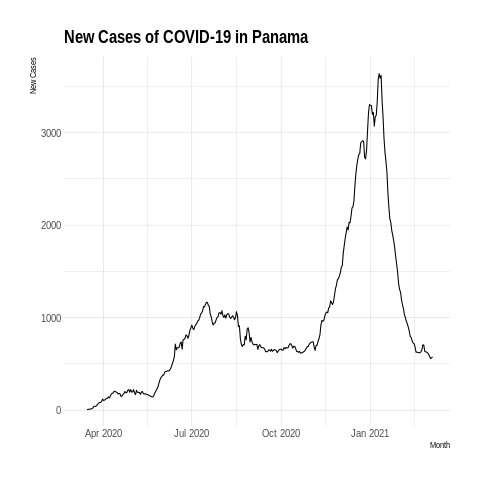 New Cases of COVID-19 in Panama
New Cases
3000
2000
1000
0
Apr 2020 Jul 2020 Oct 2020 Jan 2021
Month